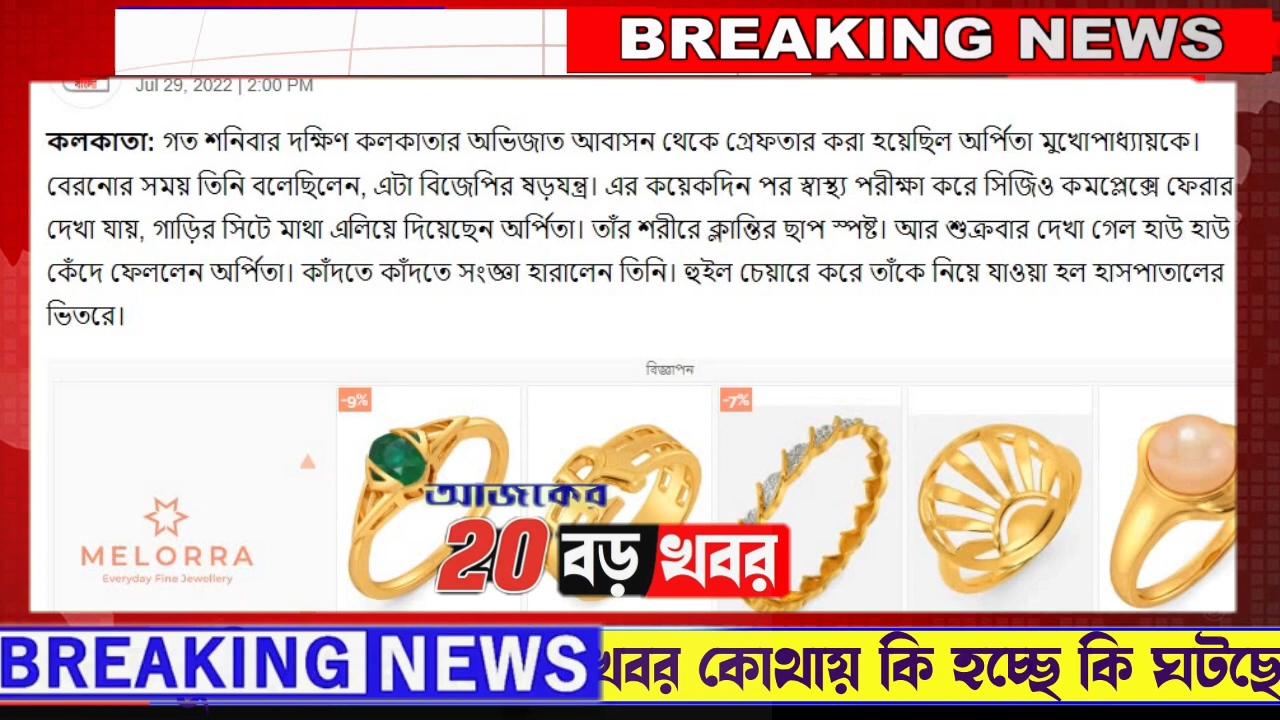 BREAKING NEWS
বাংলা
Jul 29, 2022 | 2:00 PM
কলকাতা: গত শনিবার দক্ষিণ কলকাতার অভিজাত আবাসন থেকে গ্রেফতার করা হয়েছিল অর্পিতা মুখোপাধ্যায়কে।
বেরনোর সময় তিনি বলেছিলেন, এটা বিজেপির ষড়যন্ত্র। এর কয়েকদিন পর স্বাস্থ্য পরীক্ষা করে সিজিও কমপ্লেক্সে ফেরার
দেখা যায়, গাড়ির সিটে মাথা এলিয়ে দিয়েছেন অর্পিতা। তাঁর শরীরে ক্লান্তির ছাপ স্পষ্ট। আর শুক্রবার দেখা গেল হাউ হাউ
কেঁদে ফেললেন অর্পিতা। কাঁদতে কাঁদতে সংজ্ঞা হারালেন তিনি। হুইল চেয়ারে করে তাঁকে নিয়ে যাওয়া হল হাসপাতালের
ভিতরে।
বিজ্ঞাপন
-9%
-7%
MELORRA
Everyday Fine Jewellery
আজকের
20 বড় খবর
BREAKING NEWS
খবর কোথায় কি হচ্ছে কি ঘটছে